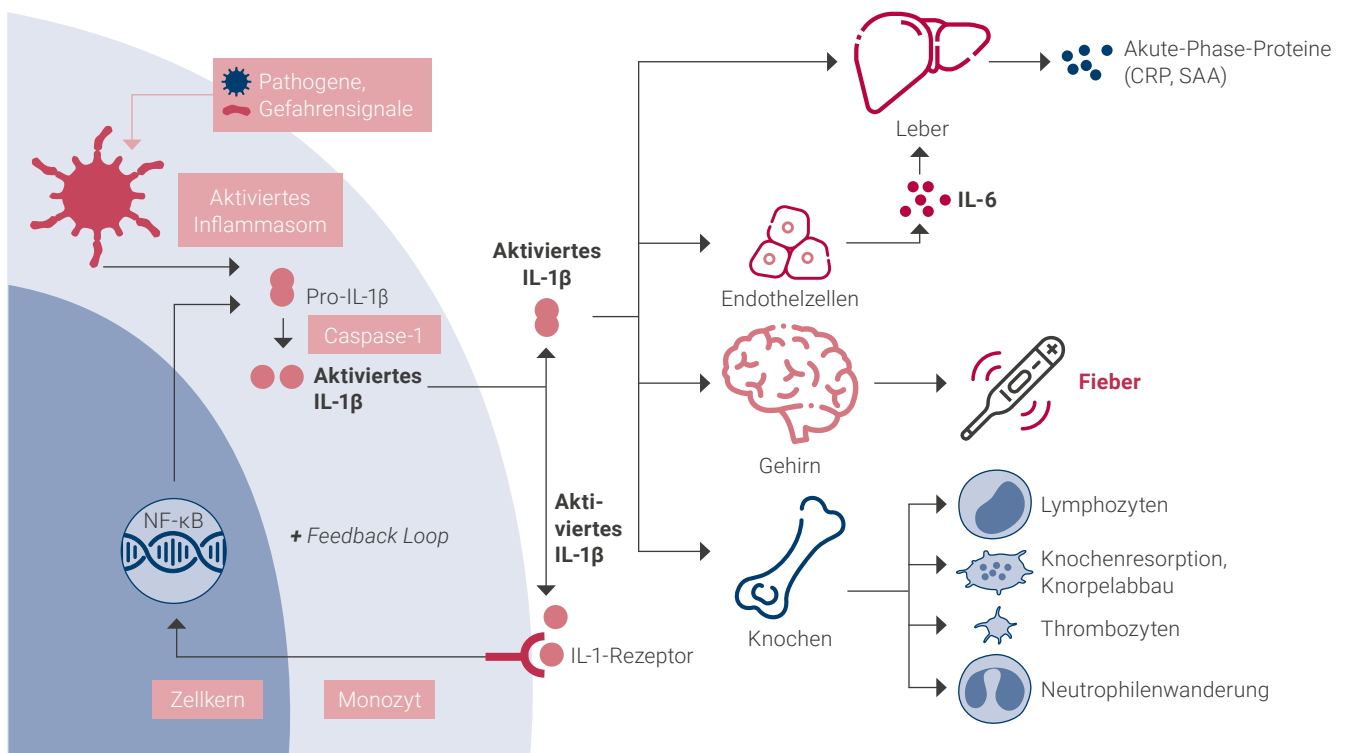 Pathogene,
Gefahrensignale
Aktiviertes
Inflammasom
Pro-IL-1β
Caspase-1
Aktiviertes
IL-1β
NF-κB
+ Feedback Loop
Zellkern
Monozyt
Aktiviertes
IL-1β
Akti-
viertes
IL-1β
IL-1-Rezeptor
Leber
Akute-Phase-Proteine
(CRP, SAA)
IL-6
Endothelzellen
Gehirn
Fieber
Knochen
Lymphozyten
Knochenresorption,
Knorpelabbau
Thrombozyten
Neutrophilenwanderung